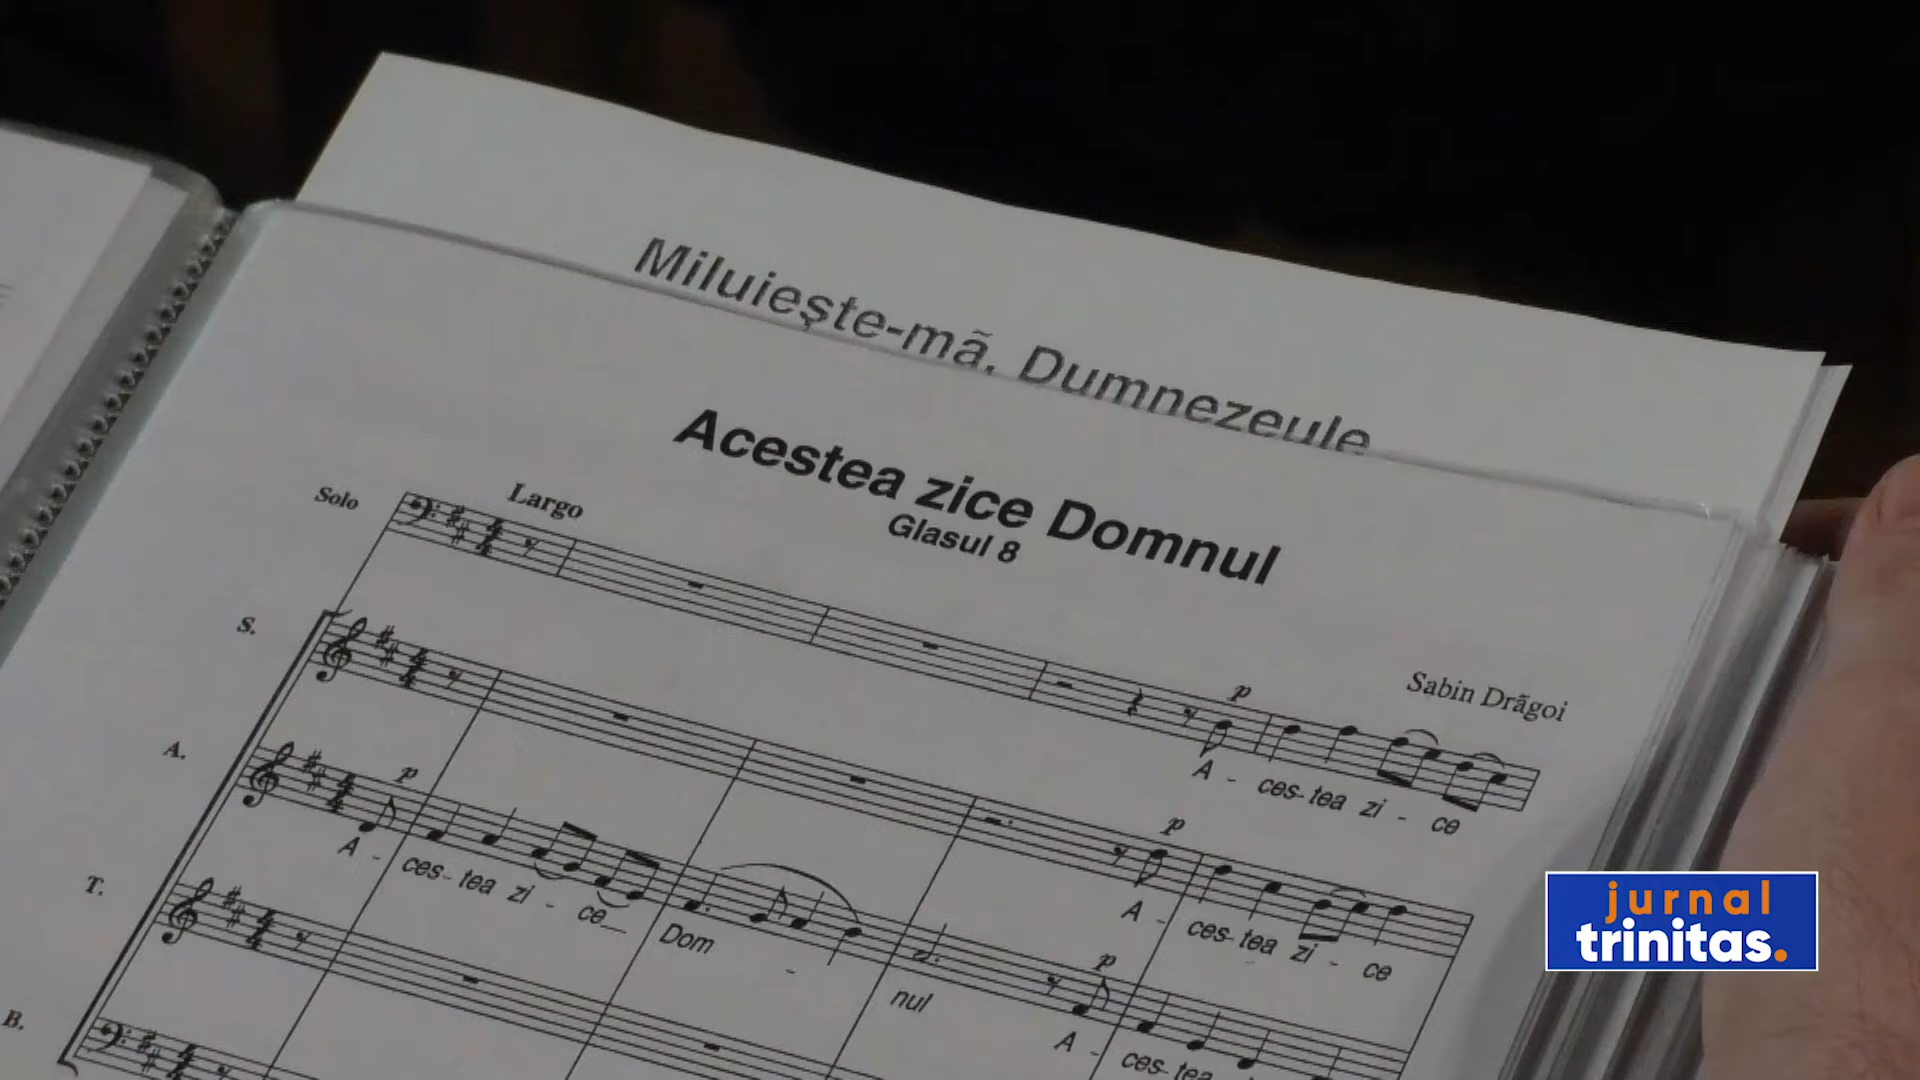 Miluieşte-mã, Dumnezeule
Acestea zice Domnul
Glasul 8
Largo
Solo
Sabin Drãgoi
p
A - ces-tea zi - ce
S.
p
A - ces-tea zi - ce
A.
p
A - ces-tea zi - ce__ Dom - nul
p
A - ces-tea
T.
B.
jurnal
trinitas.